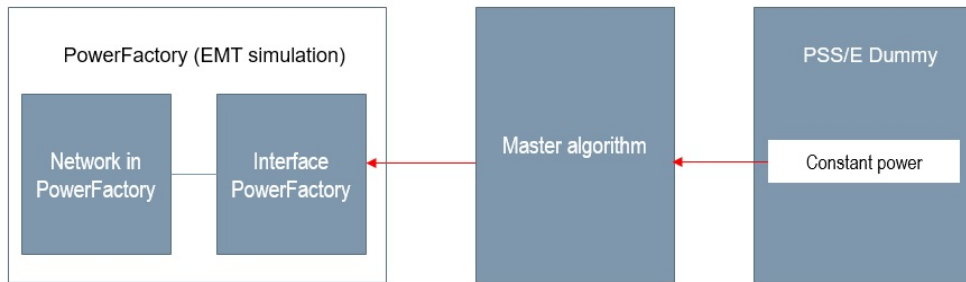 PowerFactory (EMT simulation)
Network in
PowerFactory
Interface
PowerFactory
Master algorithm
PSS/E Dummy
Constant power